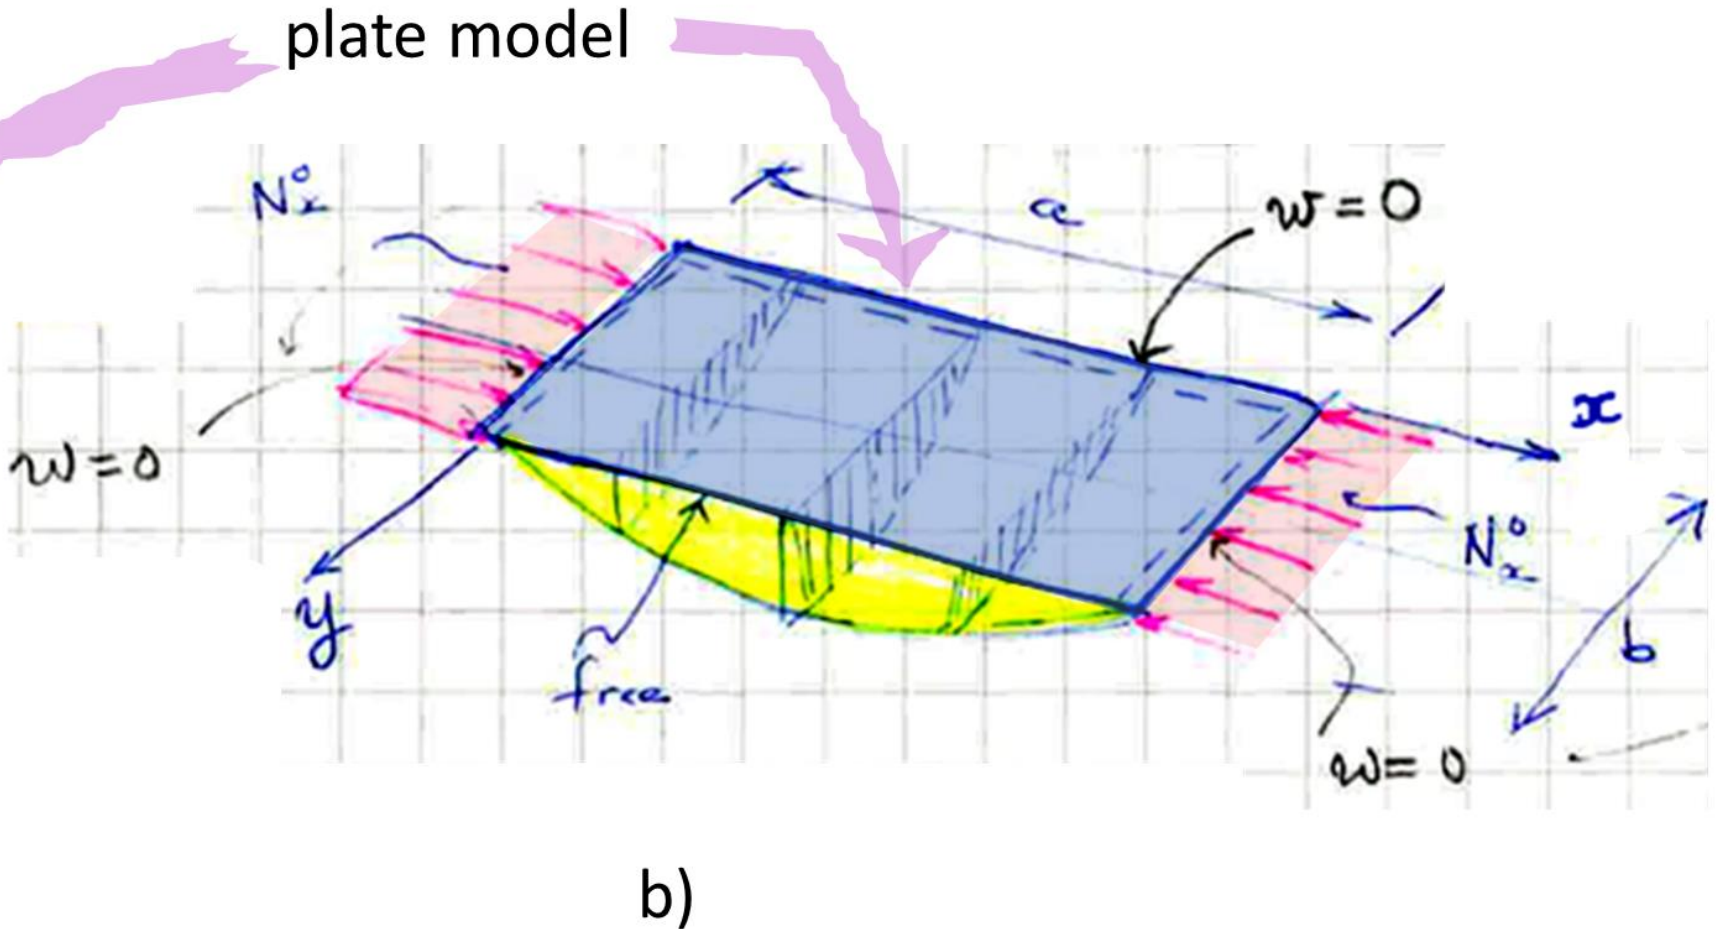 plate model
N°x
a
w = 0
x
w = 0
N°x
y
b
free
w = 0
b)